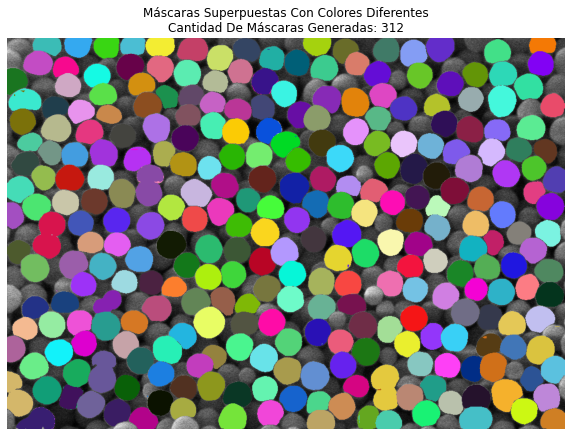 Máscaras Superpuestas Con Colores Diferentes
Cantidad De Máscaras Generadas: 312